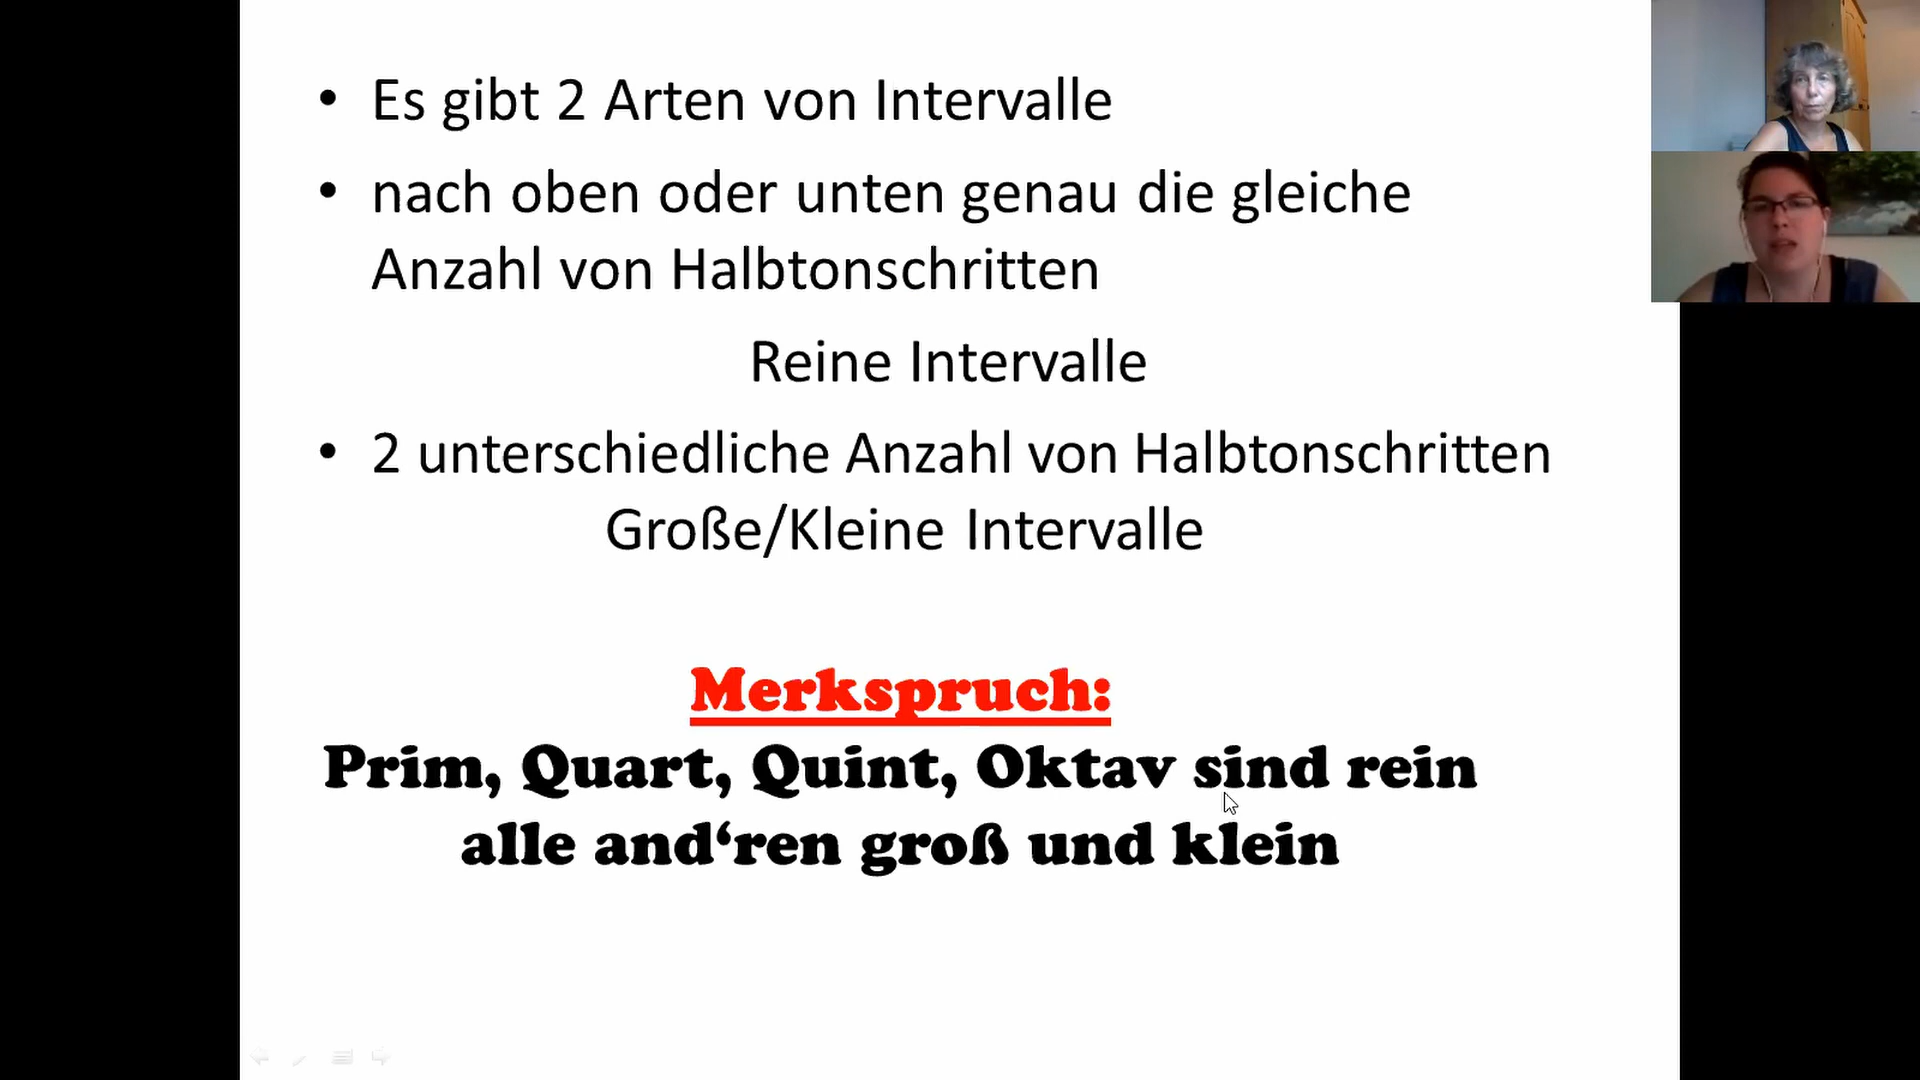 • Es gibt 2 Arten von Intervalle
• nach oben oder unten genau die gleiche
Anzahl von Halbtonschritten
Reine Intervalle
• 2 unterschiedliche Anzahl von Halbtonschritten
Große/Kleine Intervalle
Merkspruch:
Prim, Quart, Quint, Oktav sind rein
alle and‘ren groß und klein